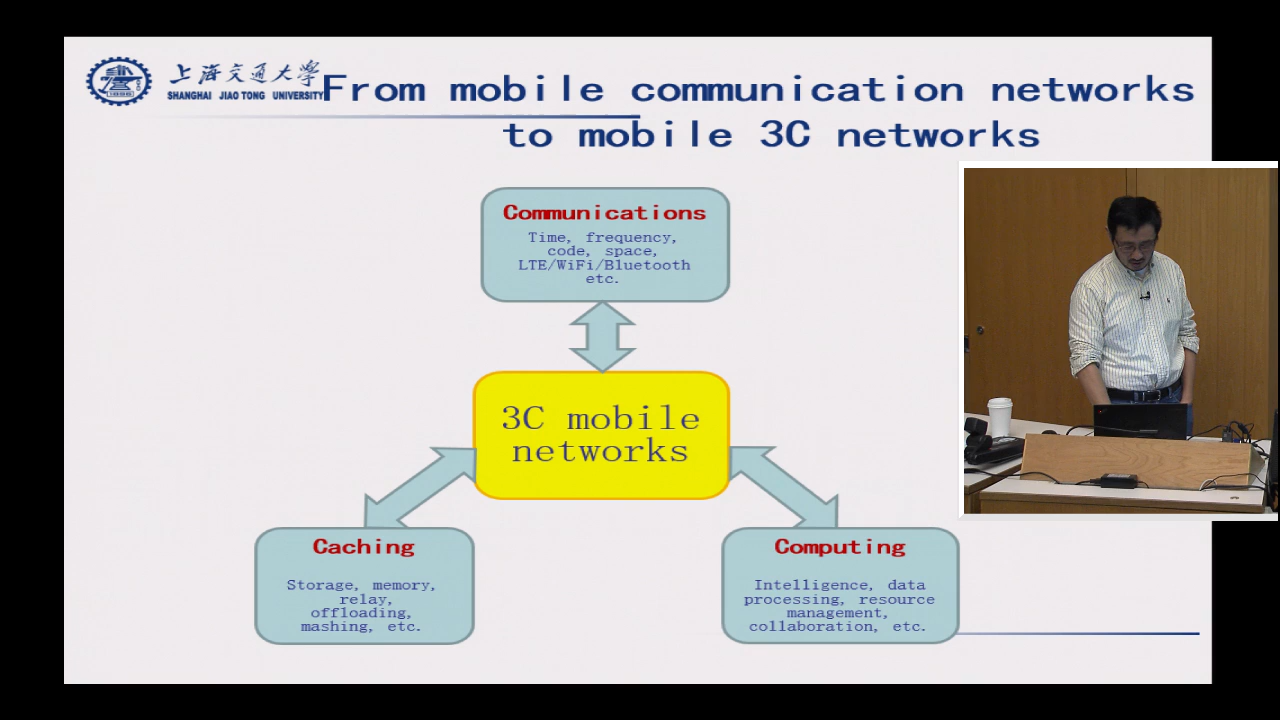 上海交通大學
SHANGHAI JIAO TONG UNIVERSITY
From mobile communication networks
to mobile 3C networks
Communications
Time, frequency,
code, space,
LTE/WiFi/Bluetooth
etc.
3C mobile
networks
Caching
Storage, memory,
relay,
offloading,
mashing, etc.
Computing
Intelligence, data
processing, resource
management,
collaboration, etc.